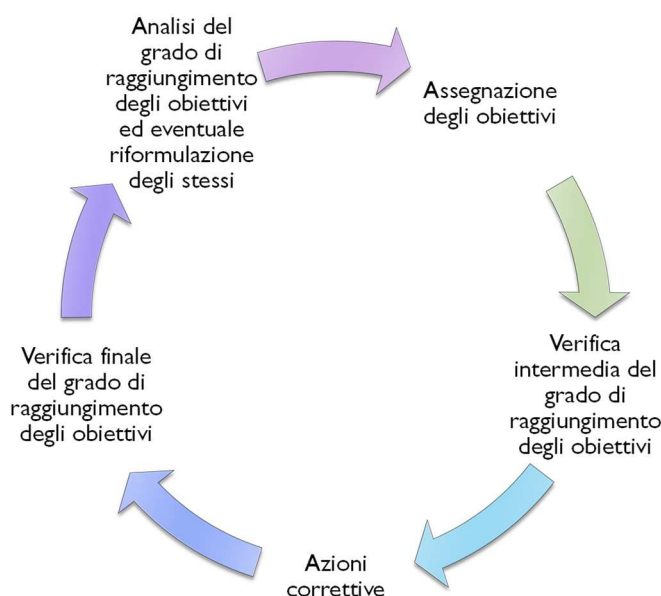 Analisi del
grado di
raggiungimento
degli obiettivi
ed eventuale
riformulazione
degli stessi
Assegnazione
degli obiettivi
Verifica
intermedia del
grado di
raggiungimento
degli obiettivi
Azioni
correttive
Verifica finale
del grado di
raggiungimento
degli obiettivi